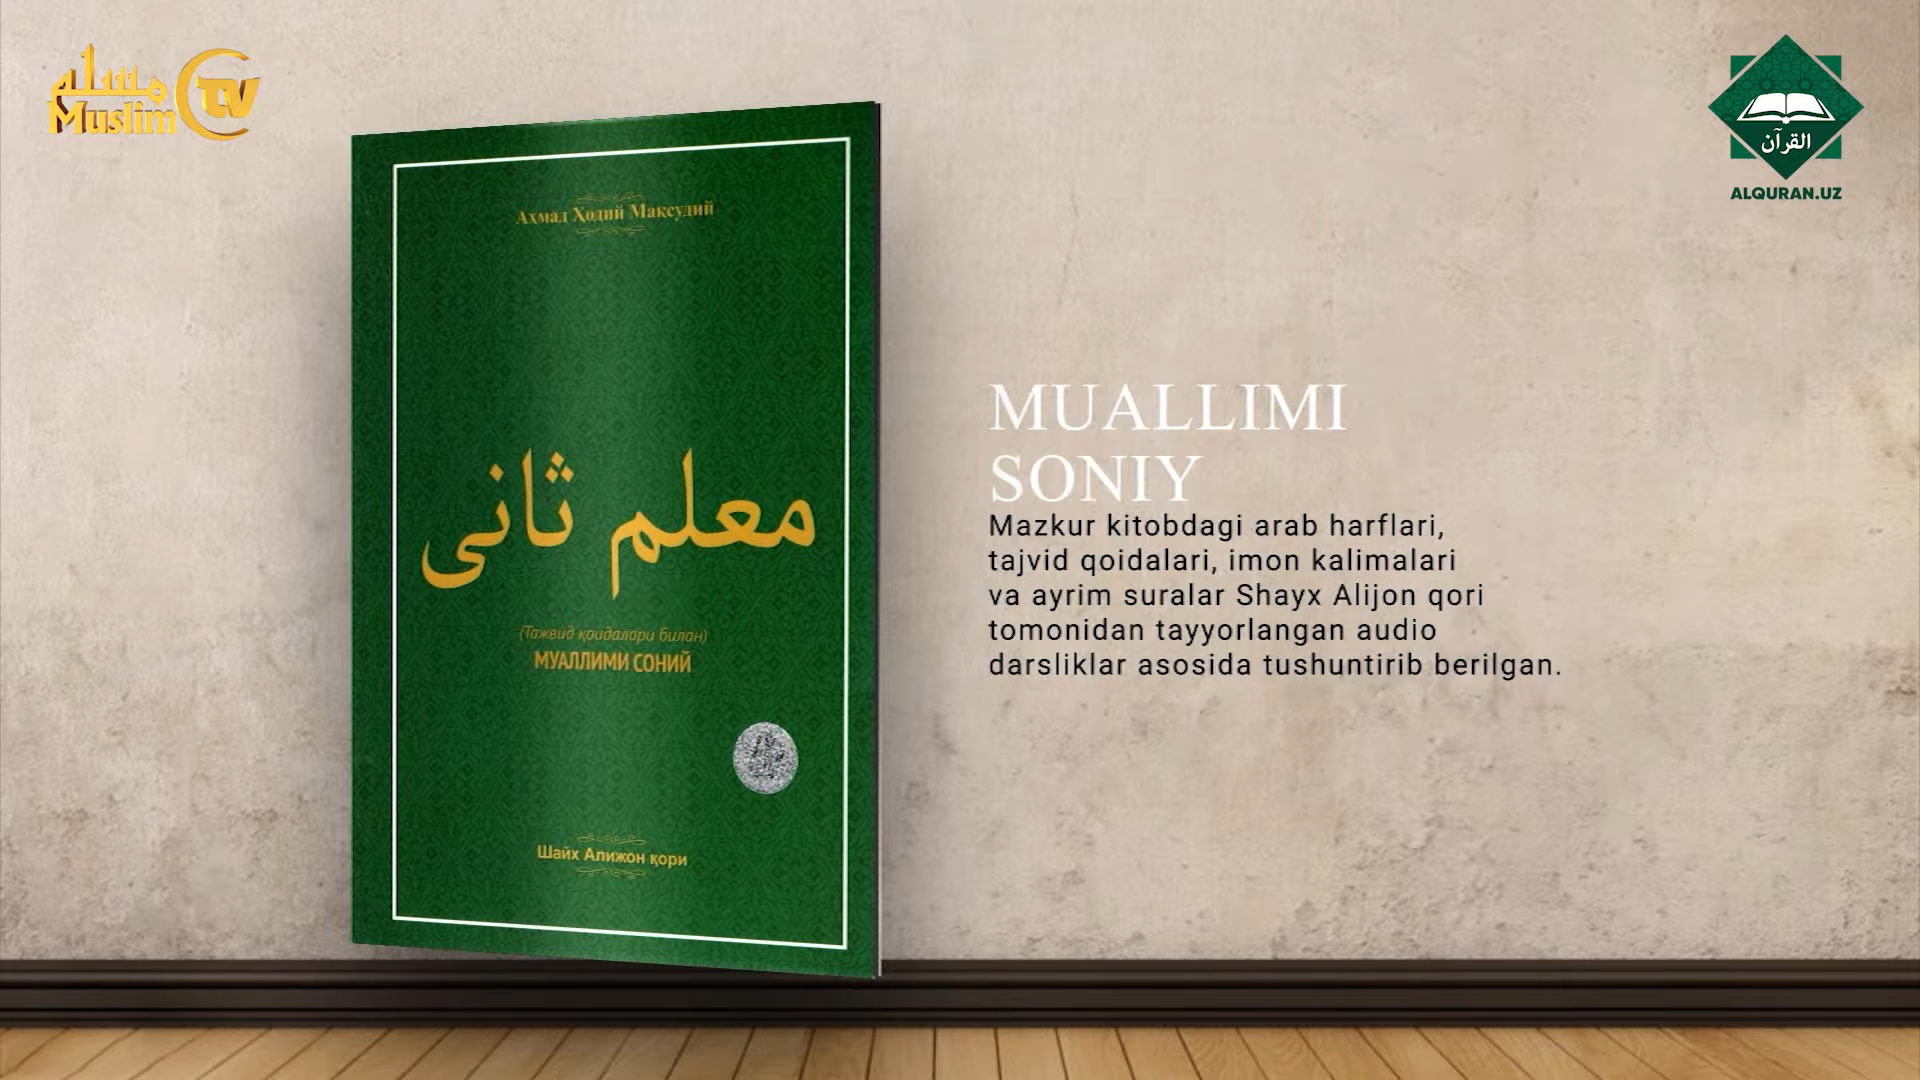 مسلم
Muslim TV
القرآن
ALQURAN.UZ
Аҳмад Ҳодий Мақсудий
معلم ثانى
(Тажвид қоидалари билан)
МУАЛЛИМИ СОНИЙ
Шайх Алижон қори
MUALLIMI
SONIY
Mazkur kitobdagi arab harflari,
tajvid qoidalari, imon kalimalari
va ayrim suralar Shayx Alijon qori
tomonidan tayyorlangan audio
darsliklar asosida tushuntirib berilgan.